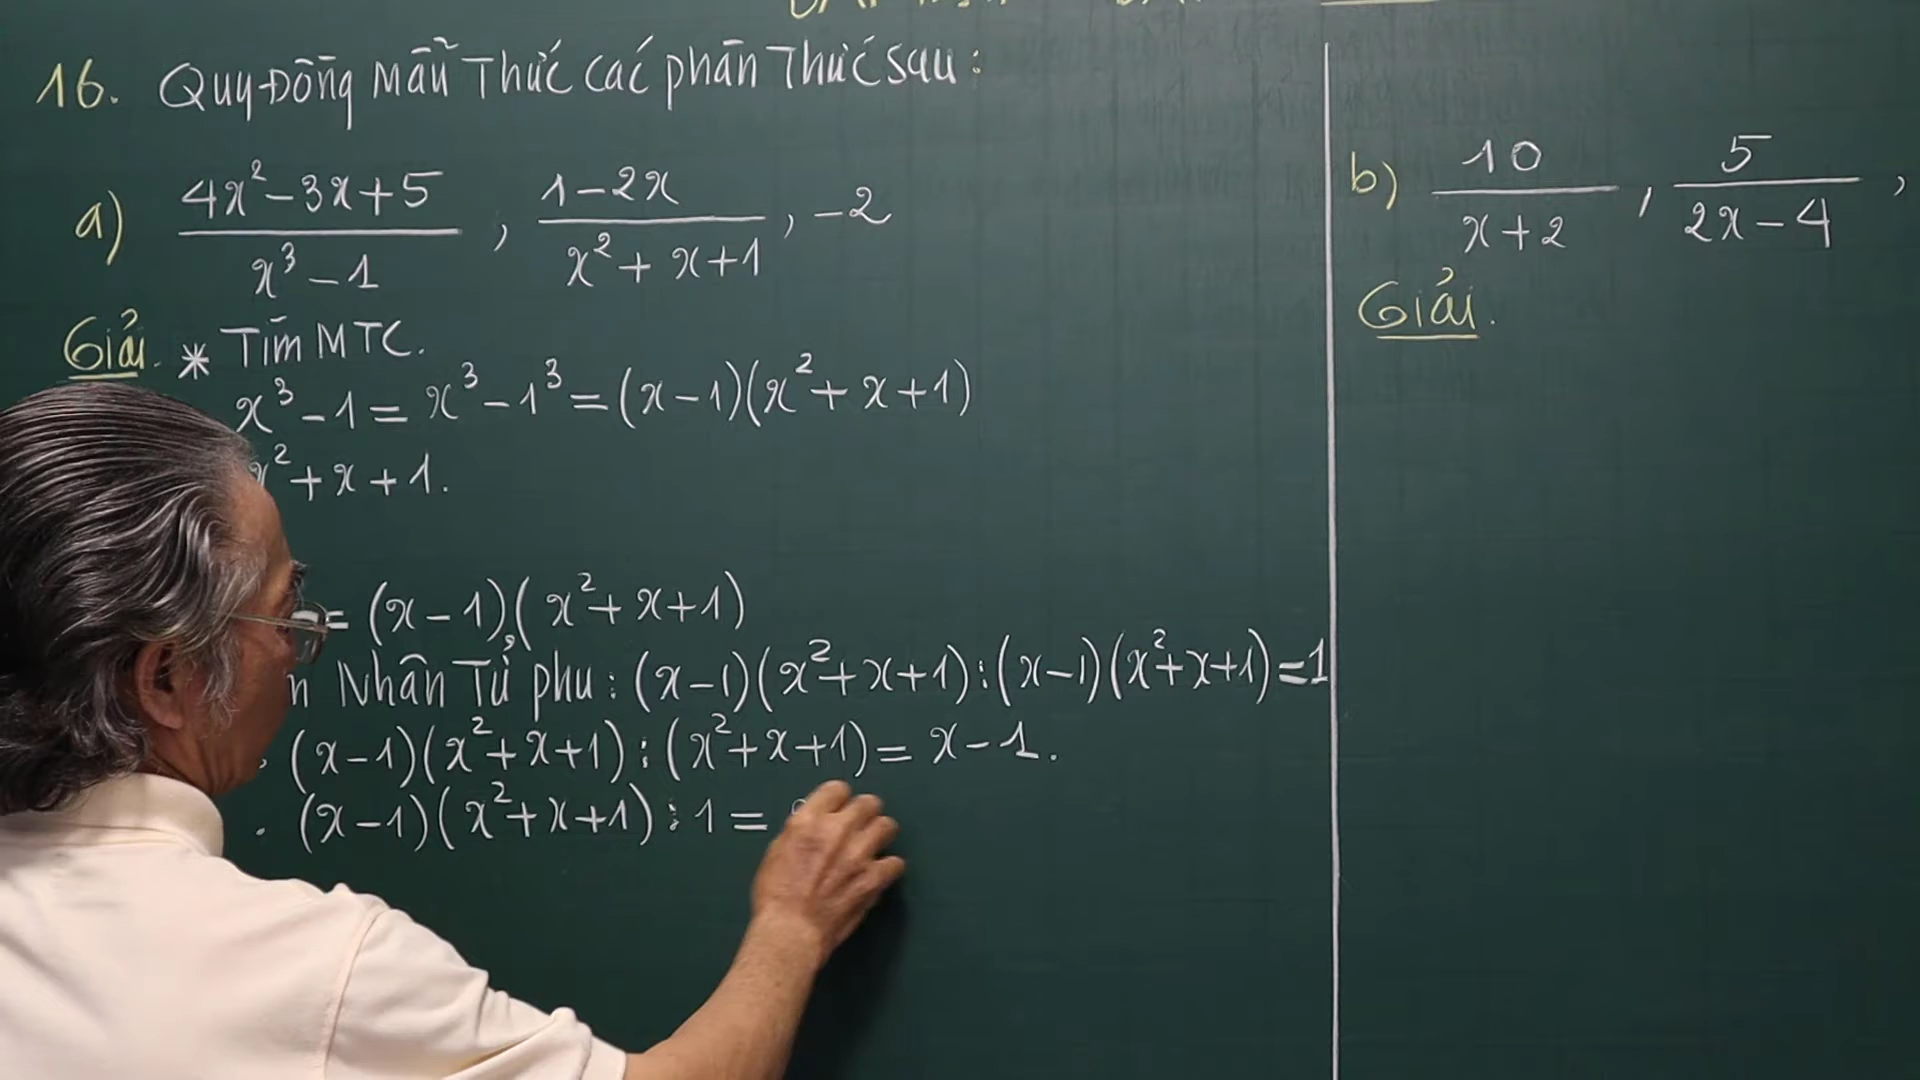 16. Quy Đồng Mẫu Thức các phân Thức sau:
a) (4x² - 3x + 5)/(x³ - 1), (1 - 2x)/(x² + x + 1), -2
Giải. * Tìm MTC.
x³ - 1 = x³ - 1³ = (x - 1)(x² + x + 1)
x² + x + 1.
= (x - 1)(x² + x + 1)
Nhân Tử phu: (x - 1)(x² + x + 1) : (x - 1)(x² + x + 1) = 1
. (x - 1)(x² + x + 1) : (x² + x + 1) = x - 1.
. (x - 1)(x² + x + 1) : 1 =
b) 10/(x + 2), 5/(2x - 4),
Giải.